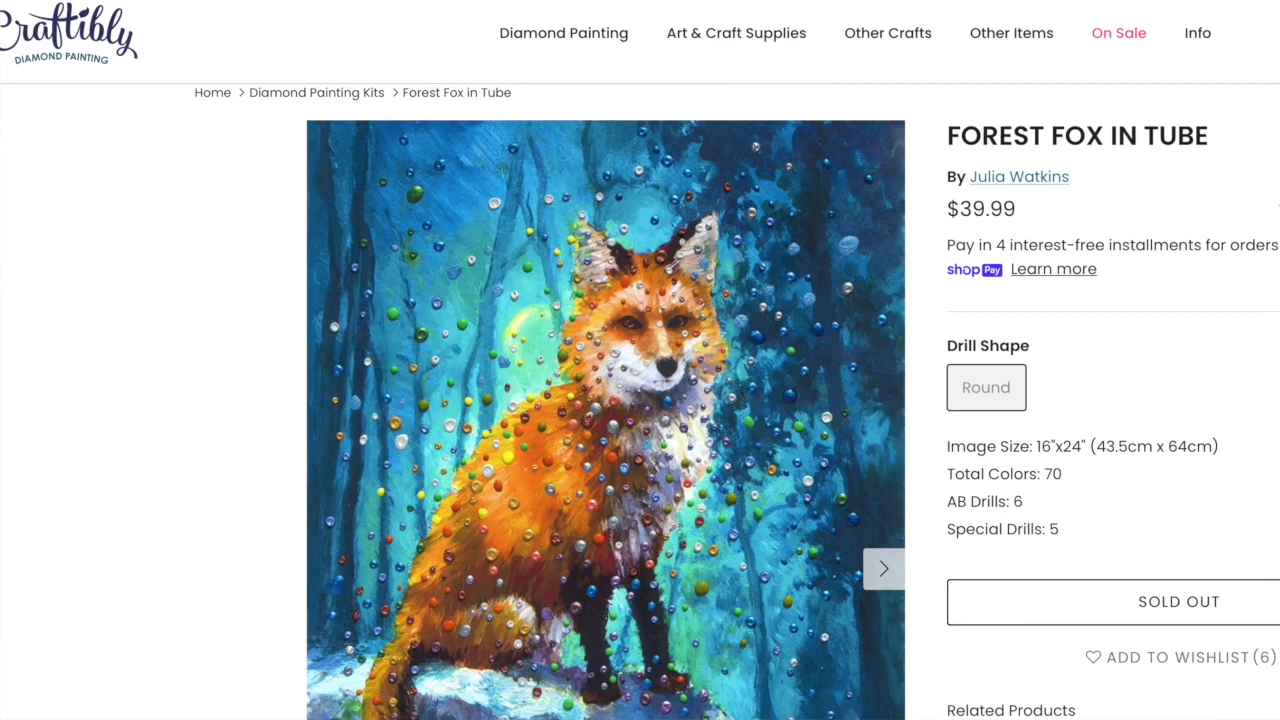 Craftibly
DIAMOND PAINTING
Diamond Painting Art & Craft Supplies Other Crafts Other Items On Sale Info
Home > Diamond Painting Kits > Forest Fox in Tube
FOREST FOX IN TUBE
By Julia Watkins
$39.99
Pay in 4 interest-free installments for orders
shop Pay Learn more
Drill Shape
Round
Image Size: 16"x24" (43.5cm x 64cm)
Total Colors: 70
AB Drills: 6
Special Drills: 5
SOLD OUT
ADD TO WISHLIST (6)
Related Products